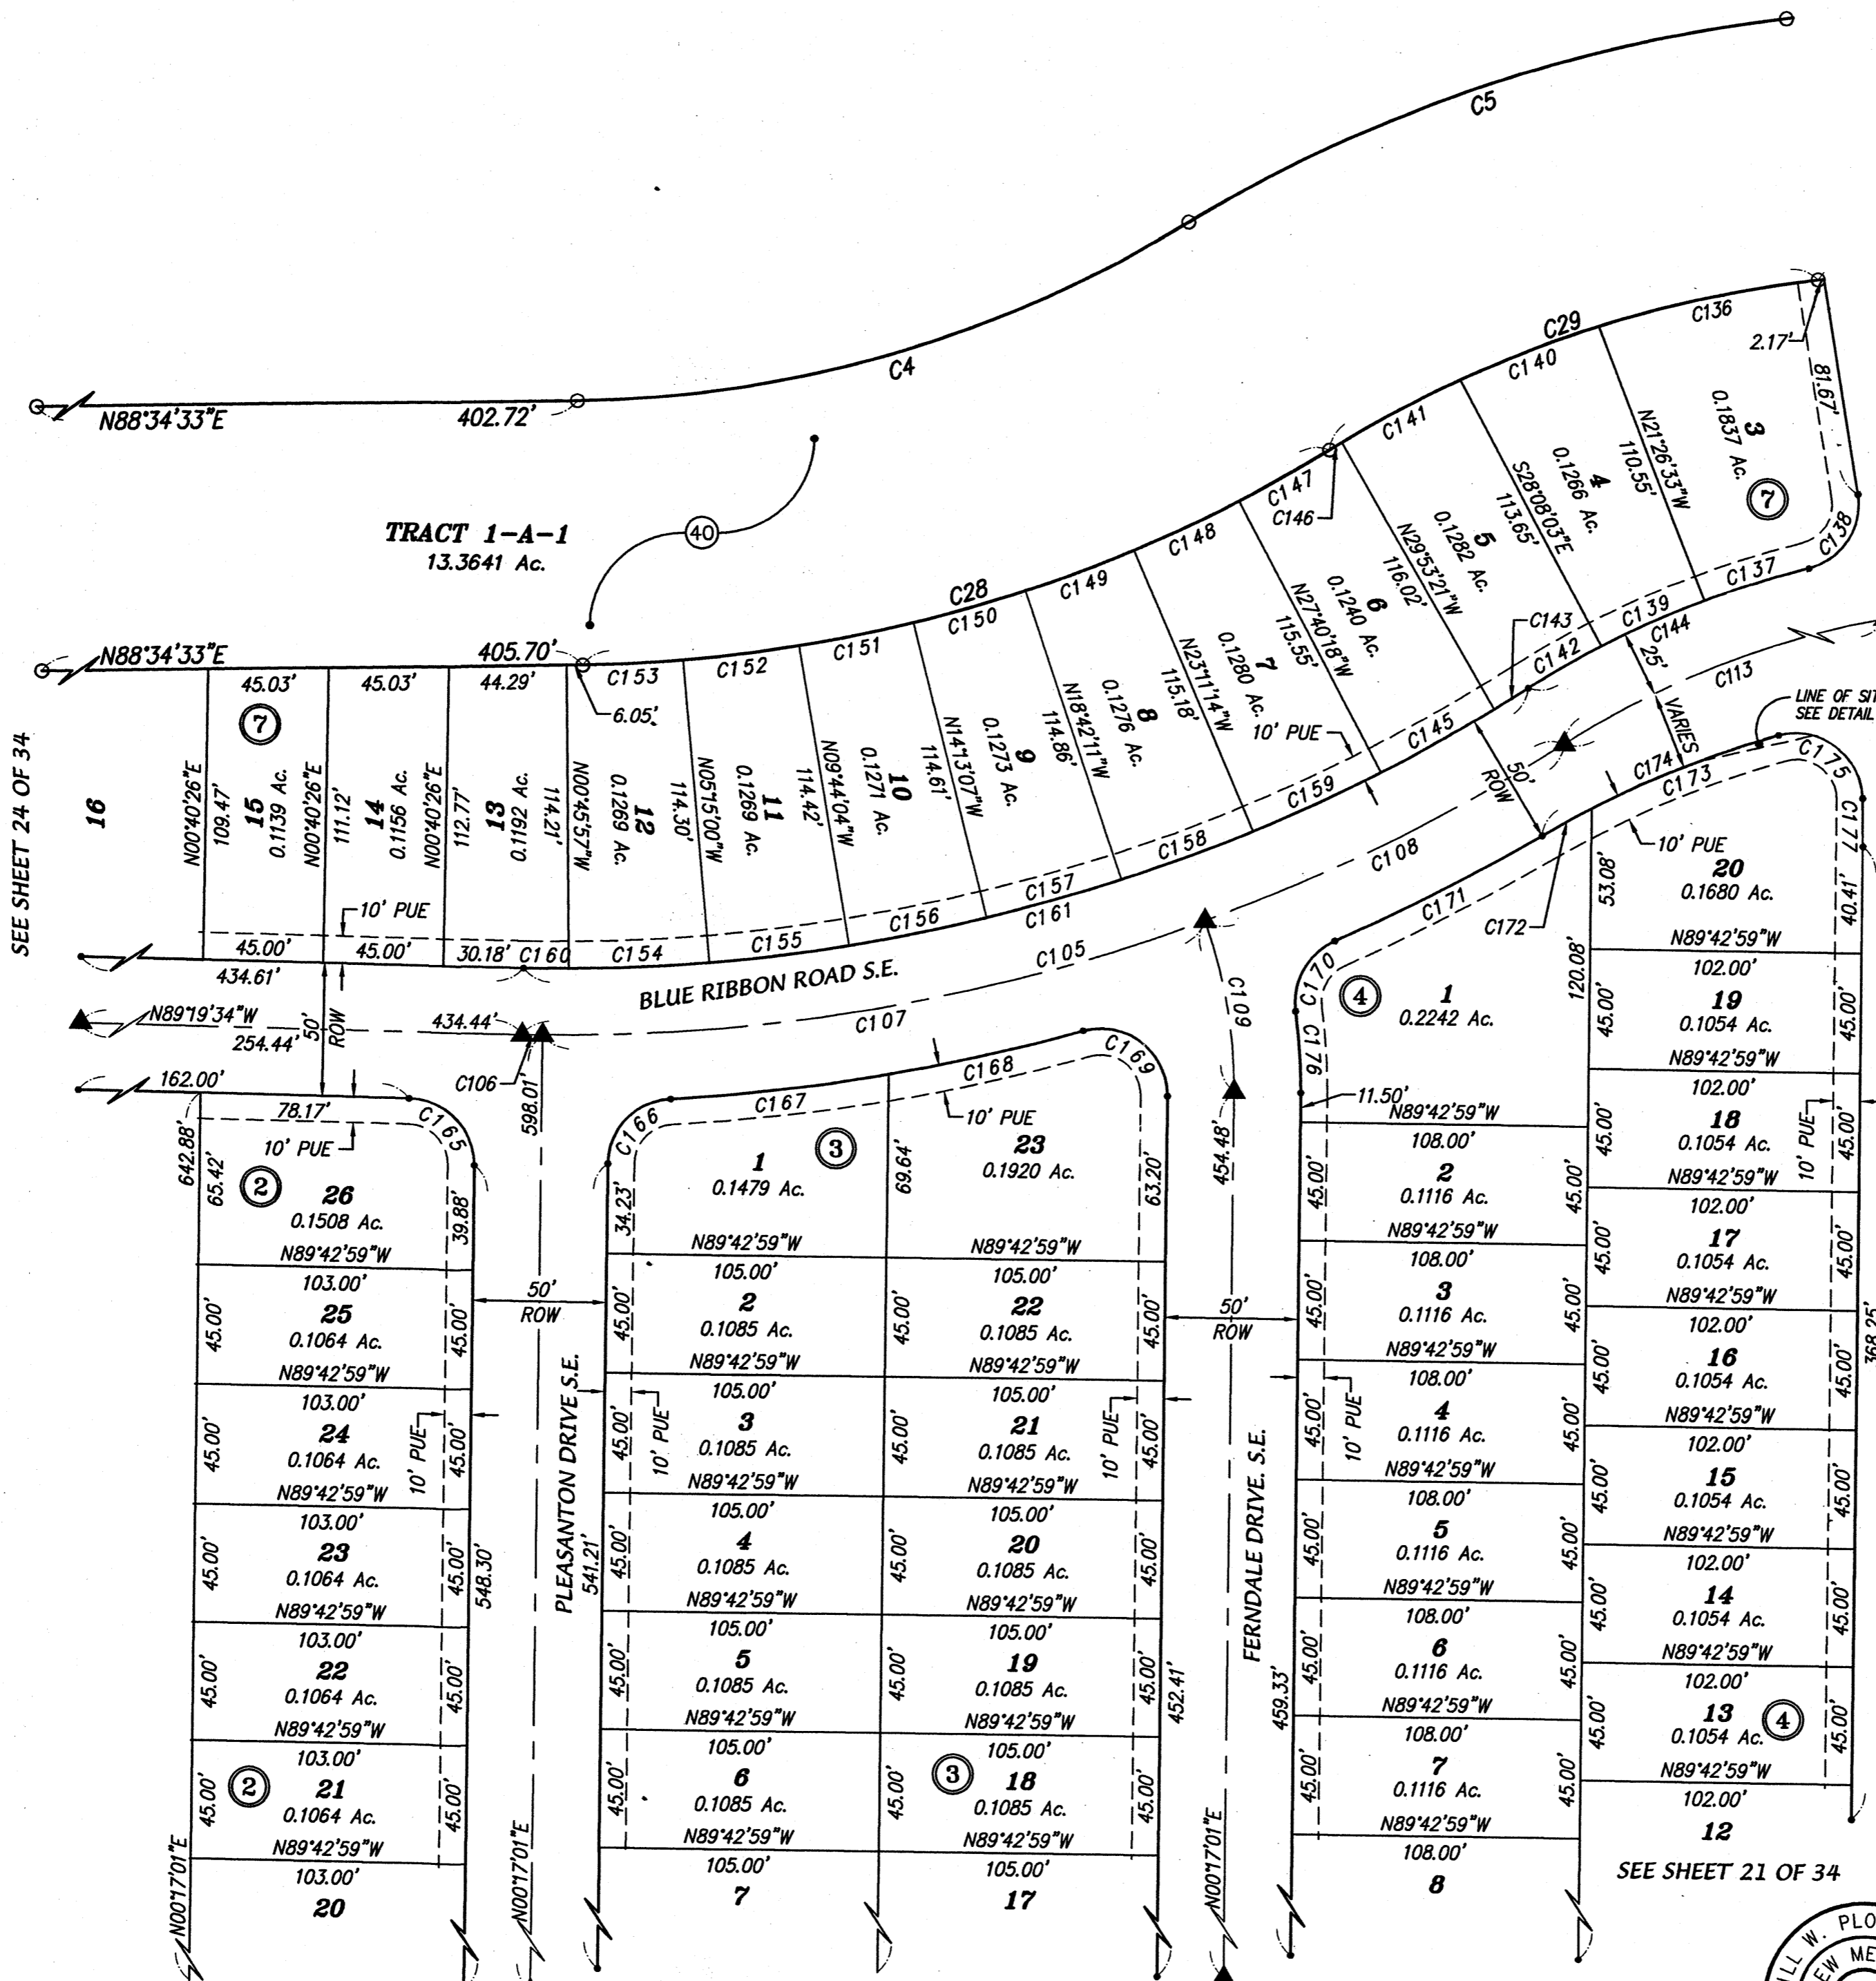 C5
C4
N88°34'33"E
402.72'
TRACT 1-A-1
13.3641 Ac.
40
C29
C136
2.17'
81.67'
3
0.1837 Ac.
7
C138
C137
N21°26'33"W
110.55'
C140
4
0.1266 Ac.
S28°08'03"E
113.65'
C139
C144
C141
5
0.1282 Ac.
N29°53'21"W
116.02'
C142
C143
C146
C147
6
0.1240 Ac.
N27°40'18"W
115.55'
C145
C148
7
0.1280 Ac.
N23°11'14"W
115.18'
10' PUE
C159
C149
8
0.1276 Ac.
N18°42'11"W
114.86'
C158
C28
C150
9
0.1273 Ac.
N14°13'07"W
114.61'
C157
C161
C151
10
0.1271 Ac.
N09°44'04"W
114.42'
C156
C152
11
0.1269 Ac.
N05°15'00"W
114.30'
C155
C153
12
0.1269 Ac.
N00°45'57"W
114.21'
C154
N88°34'33"E
405.70'
6.05'
45.03'
45.03'
44.29'
7
SEE SHEET 24 OF 34
16
N00°40'26"E
109.47'
15
0.1139 Ac.
N00°40'26"E
111.12'
14
0.1156 Ac.
N00°40'26"E
112.77'
13
0.1192 Ac.
10' PUE
45.00'
45.00'
30.18'
C160
434.61'
BLUE RIBBON ROAD S.E.
N89°19'34"W
254.44'
50'
ROW
434.44'
C106
C107
C105
C108
C109
C113
25'
VARIES
LINE OF SIT
SEE DETAIL
50'
ROW
C174
C173
C175
C177
C172
C171
C170
C179
10' PUE
20
0.1680 Ac.
53.08'
40.41'
120.08'
N89°42'59"W
102.00'
19
0.1054 Ac.
45.00'
45.00'
N89°42'59"W
102.00'
18
0.1054 Ac.
45.00'
45.00'
10' PUE
N89°42'59"W
102.00'
17
0.1054 Ac.
45.00'
45.00'
N89°42'59"W
368.25'
102.00'
16
0.1054 Ac.
45.00'
45.00'
N89°42'59"W
102.00'
15
0.1054 Ac.
45.00'
45.00'
N89°42'59"W
102.00'
14
0.1054 Ac.
45.00'
45.00'
N89°42'59"W
102.00'
13
0.1054 Ac.
4
45.00'
45.00'
N89°42'59"W
102.00'
12
SEE SHEET 21 OF 34
4
1
0.2242 Ac.
11.50'
N89°42'59"W
108.00'
2
0.1116 Ac.
45.00'
45.00'
N89°42'59"W
108.00'
3
0.1116 Ac.
45.00'
45.00'
N89°42'59"W
108.00'
4
0.1116 Ac.
45.00'
45.00'
10' PUE
N89°42'59"W
108.00'
5
0.1116 Ac.
45.00'
45.00'
N89°42'59"W
108.00'
6
0.1116 Ac.
45.00'
45.00'
N89°42'59"W
108.00'
7
0.1116 Ac.
45.00'
45.00'
N89°42'59"W
108.00'
8
459.33'
FERNDALE DRIVE. S.E.
454.48'
50'
ROW
N00°17'01"E
452.41'
C169
C168
C167
C166
10' PUE
3
1
0.1479 Ac.
34.23'
69.64'
23
0.1920 Ac.
63.20'
N89°42'59"W
N89°42'59"W
105.00'
105.00'
2
22
0.1085 Ac.
0.1085 Ac.
45.00'
45.00'
45.00'
N89°42'59"W
N89°42'59"W
105.00'
105.00'
3
21
0.1085 Ac.
0.1085 Ac.
45.00'
10' PUE
45.00'
10' PUE
45.00'
N89°42'59"W
N89°42'59"W
105.00'
105.00'
4
20
0.1085 Ac.
0.1085 Ac.
45.00'
45.00'
45.00'
N89°42'59"W
N89°42'59"W
105.00'
105.00'
5
19
0.1085 Ac.
0.1085 Ac.
45.00'
45.00'
45.00'
N89°42'59"W
N89°42'59"W
105.00'
105.00'
6
3
18
0.1085 Ac.
0.1085 Ac.
45.00'
45.00'
45.00'
N89°42'59"W
N89°42'59"W
105.00'
105.00'
7
17
541.21'
PLEASANTON DRIVE S.E.
598.01'
50'
ROW
N00°17'01"E
548.30'
162.00'
78.17'
C165
10' PUE
642.88'
65.42'
2
26
0.1508 Ac.
39.88'
N89°42'59"W
103.00'
25
0.1064 Ac.
45.00'
45.00'
N89°42'59"W
103.00'
24
0.1064 Ac.
45.00'
10' PUE
45.00'
N89°42'59"W
103.00'
23
0.1064 Ac.
45.00'
45.00'
N89°42'59"W
103.00'
22
0.1064 Ac.
45.00'
45.00'
N89°42'59"W
103.00'
2
21
0.1064 Ac.
45.00'
45.00'
N89°42'59"W
103.00'
20
N00°17'01"E
LL W. PLO
EW ME